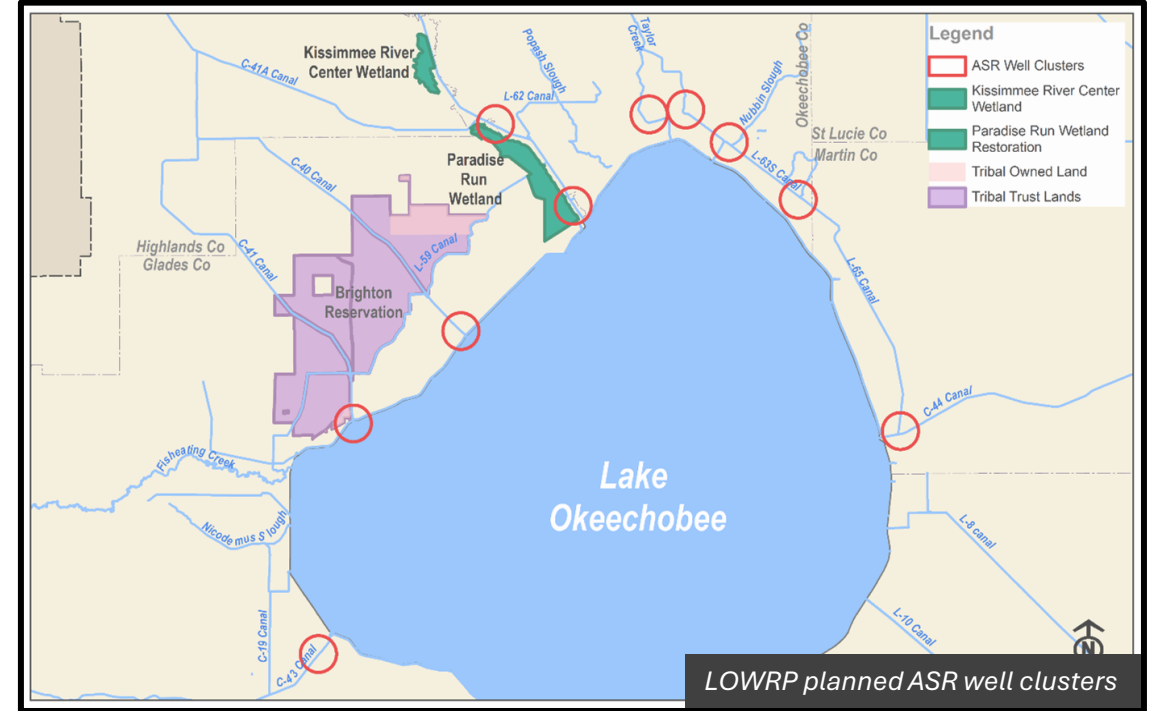 Kissimmee River
Center Wetland
C-41A Canal
Popash Slough
L-62 Canal
Taylor
Creek
Nubbin Slough
Okeechobee Co
St Lucie Co
Martin Co
L-63S Canal
Legend
ASR Well Clusters
Kissimmee River Center
Wetland
Paradise Run Wetland
Restoration
Tribal Owned Land
Tribal Trust Lands
C-40 Canal
Paradise
Run
Wetland
Highlands Co
Glades Co
C-41 Canal
L-59 Canal
Brighton
Reservation
L-65 Canal
C-44 Canal
Fisheating Creek
Lake
Okeechobee
Nicodemus Slough
L-8 canal
C-19 Canal
C-43 Canal
L-10 Canal
N
LOWRP planned ASR well clusters